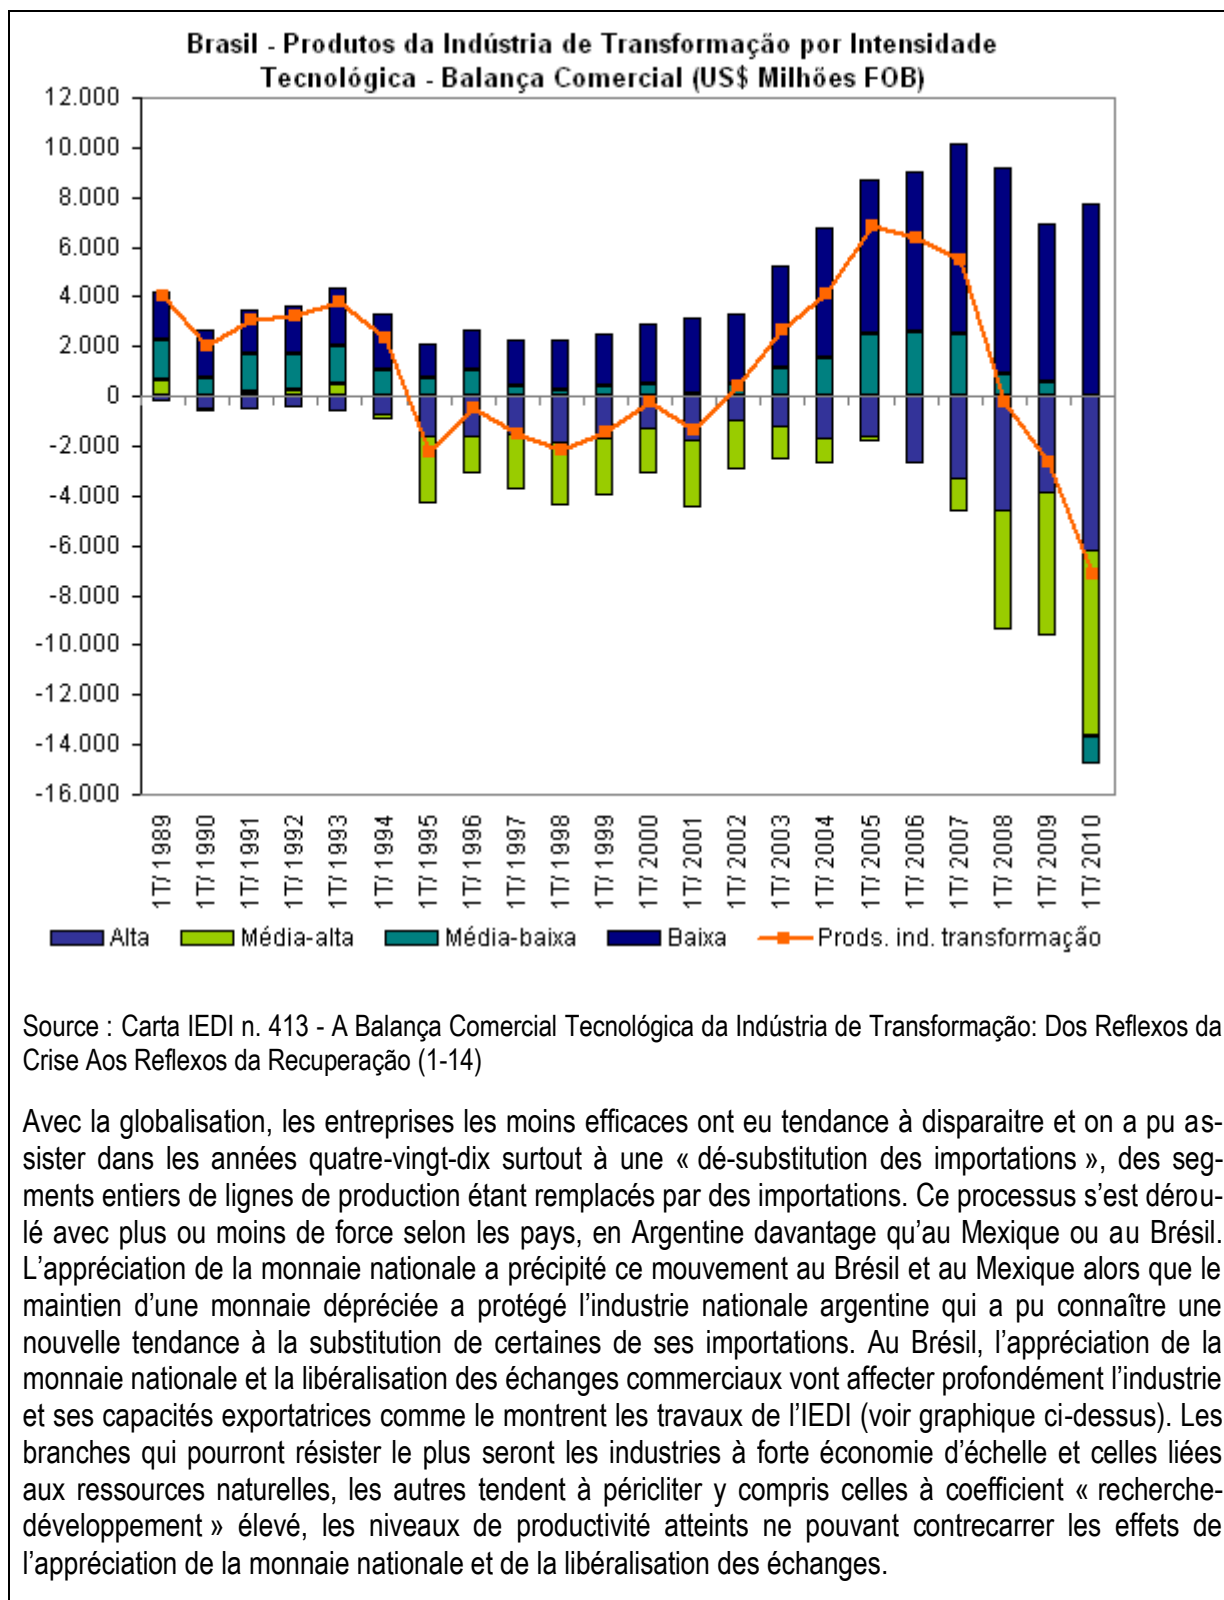 Brasil - Produtos da Indústria de Transformação por Intensidade
Tecnológica - Balança Comercial (US$ Milhões FOB)
12.000
10.000
8.000
6.000
4.000
2.000
0
-2.000
-4.000
-6.000
-8.000
-10.000
-12.000
-14.000
-16.000
1T/ 1989
1T/ 1990
1T/ 1991
1T/ 1992
1T/ 1993
1T/ 1994
1T/ 1995
1T/ 1996
1T/ 1997
1T/ 1998
1T/ 1999
1T/ 2000
1T/ 2001
1T/ 2002
1T/ 2003
1T/ 2004
1T/ 2005
1T/ 2006
1T/ 2007
1T/ 2008
1T/ 2009
1T/ 2010
Alta Média-alta Média-baixa Baixa Prods. ind. transformação
Source : Carta IEDI n. 413 - A Balança Comercial Tecnológica da Indústria de Transformação: Dos Reflexos da
Crise Aos Reflexos da Recuperação (1-14)
Avec la globalisation, les entreprises les moins efficaces ont eu tendance à disparaitre et on a pu as-
sister dans les années quatre-vingt-dix surtout à une « dé-substitution des importations », des seg-
ments entiers de lignes de production étant remplacés par des importations. Ce processus s’est dérou-
lé avec plus ou moins de force selon les pays, en Argentine davantage qu’au Mexique ou au Brésil.
L’appréciation de la monnaie nationale a précipité ce mouvement au Brésil et au Mexique alors que le
maintien d’une monnaie dépréciée a protégé l’industrie nationale argentine qui a pu connaître une
nouvelle tendance à la substitution de certaines de ses importations. Au Brésil, l’appréciation de la
monnaie nationale et la libéralisation des échanges commerciaux vont affecter profondément l’industrie
et ses capacités exportatrices comme le montrent les travaux de l’IEDI (voir graphique ci-dessus). Les
branches qui pourront résister le plus seront les industries à forte économie d’échelle et celles liées
aux ressources naturelles, les autres tendent à péricliter y compris celles à coefficient « recherche-
développement » élevé, les niveaux de productivité atteints ne pouvant contrecarrer les effets de
l’appréciation de la monnaie nationale et de la libéralisation des échanges.